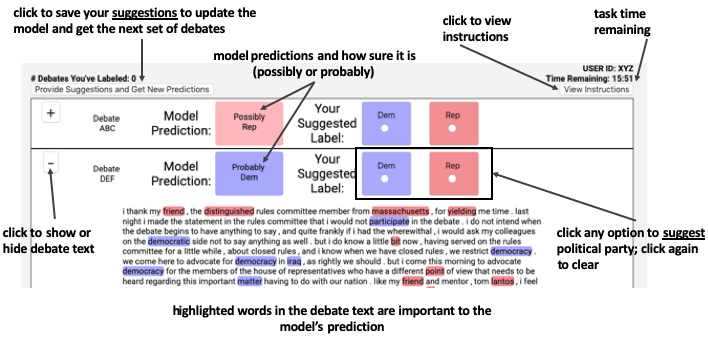 click to save your suggestions to update the
model and get the next set of debates
click to view
instructions
task time
remaining
model predictions and how sure it is
(possibly or probably)
USER ID: XYZ
# Debates You've Labeled: 0
Time Remaining: 15:51
Provide Suggestions and Get New Predictions
View Instructions
+
Debate
ABC
Model
Prediction:
Possibly
Rep
Your
Suggested
Label:
Dem
Rep
-
Debate
DEF
Model
Prediction:
Probably
Dem
Your
Suggested
Label:
Dem
Rep
click to show or
hide debate text
i thank my friend , the distinguished rules committee member from massachusetts , for yielding me time . last
night i made the statement in the rules committee that i would not participate in the debate . i do not intend when
the debate begins to have anything to say , and quite frankly if i had the wherewithal , i would ask my colleagues
on the democratic side not to say anything as well . but i do know a little bit now , having served on the rules
committee for a little while , about closed rules , and i know when we have closed rules , we restrict democracy .
we come here to advocate for democracy in iraq , as rightly we should . but i come this morning to advocate
democracy for the members of the house of representatives who have a different point of view that needs to be
heard regarding this important matter having to do with our nation . like my friend and mentor , tom lantos , i feel
click any option to suggest
political party; click again
to clear
highlighted words in the debate text are important to the
model's prediction